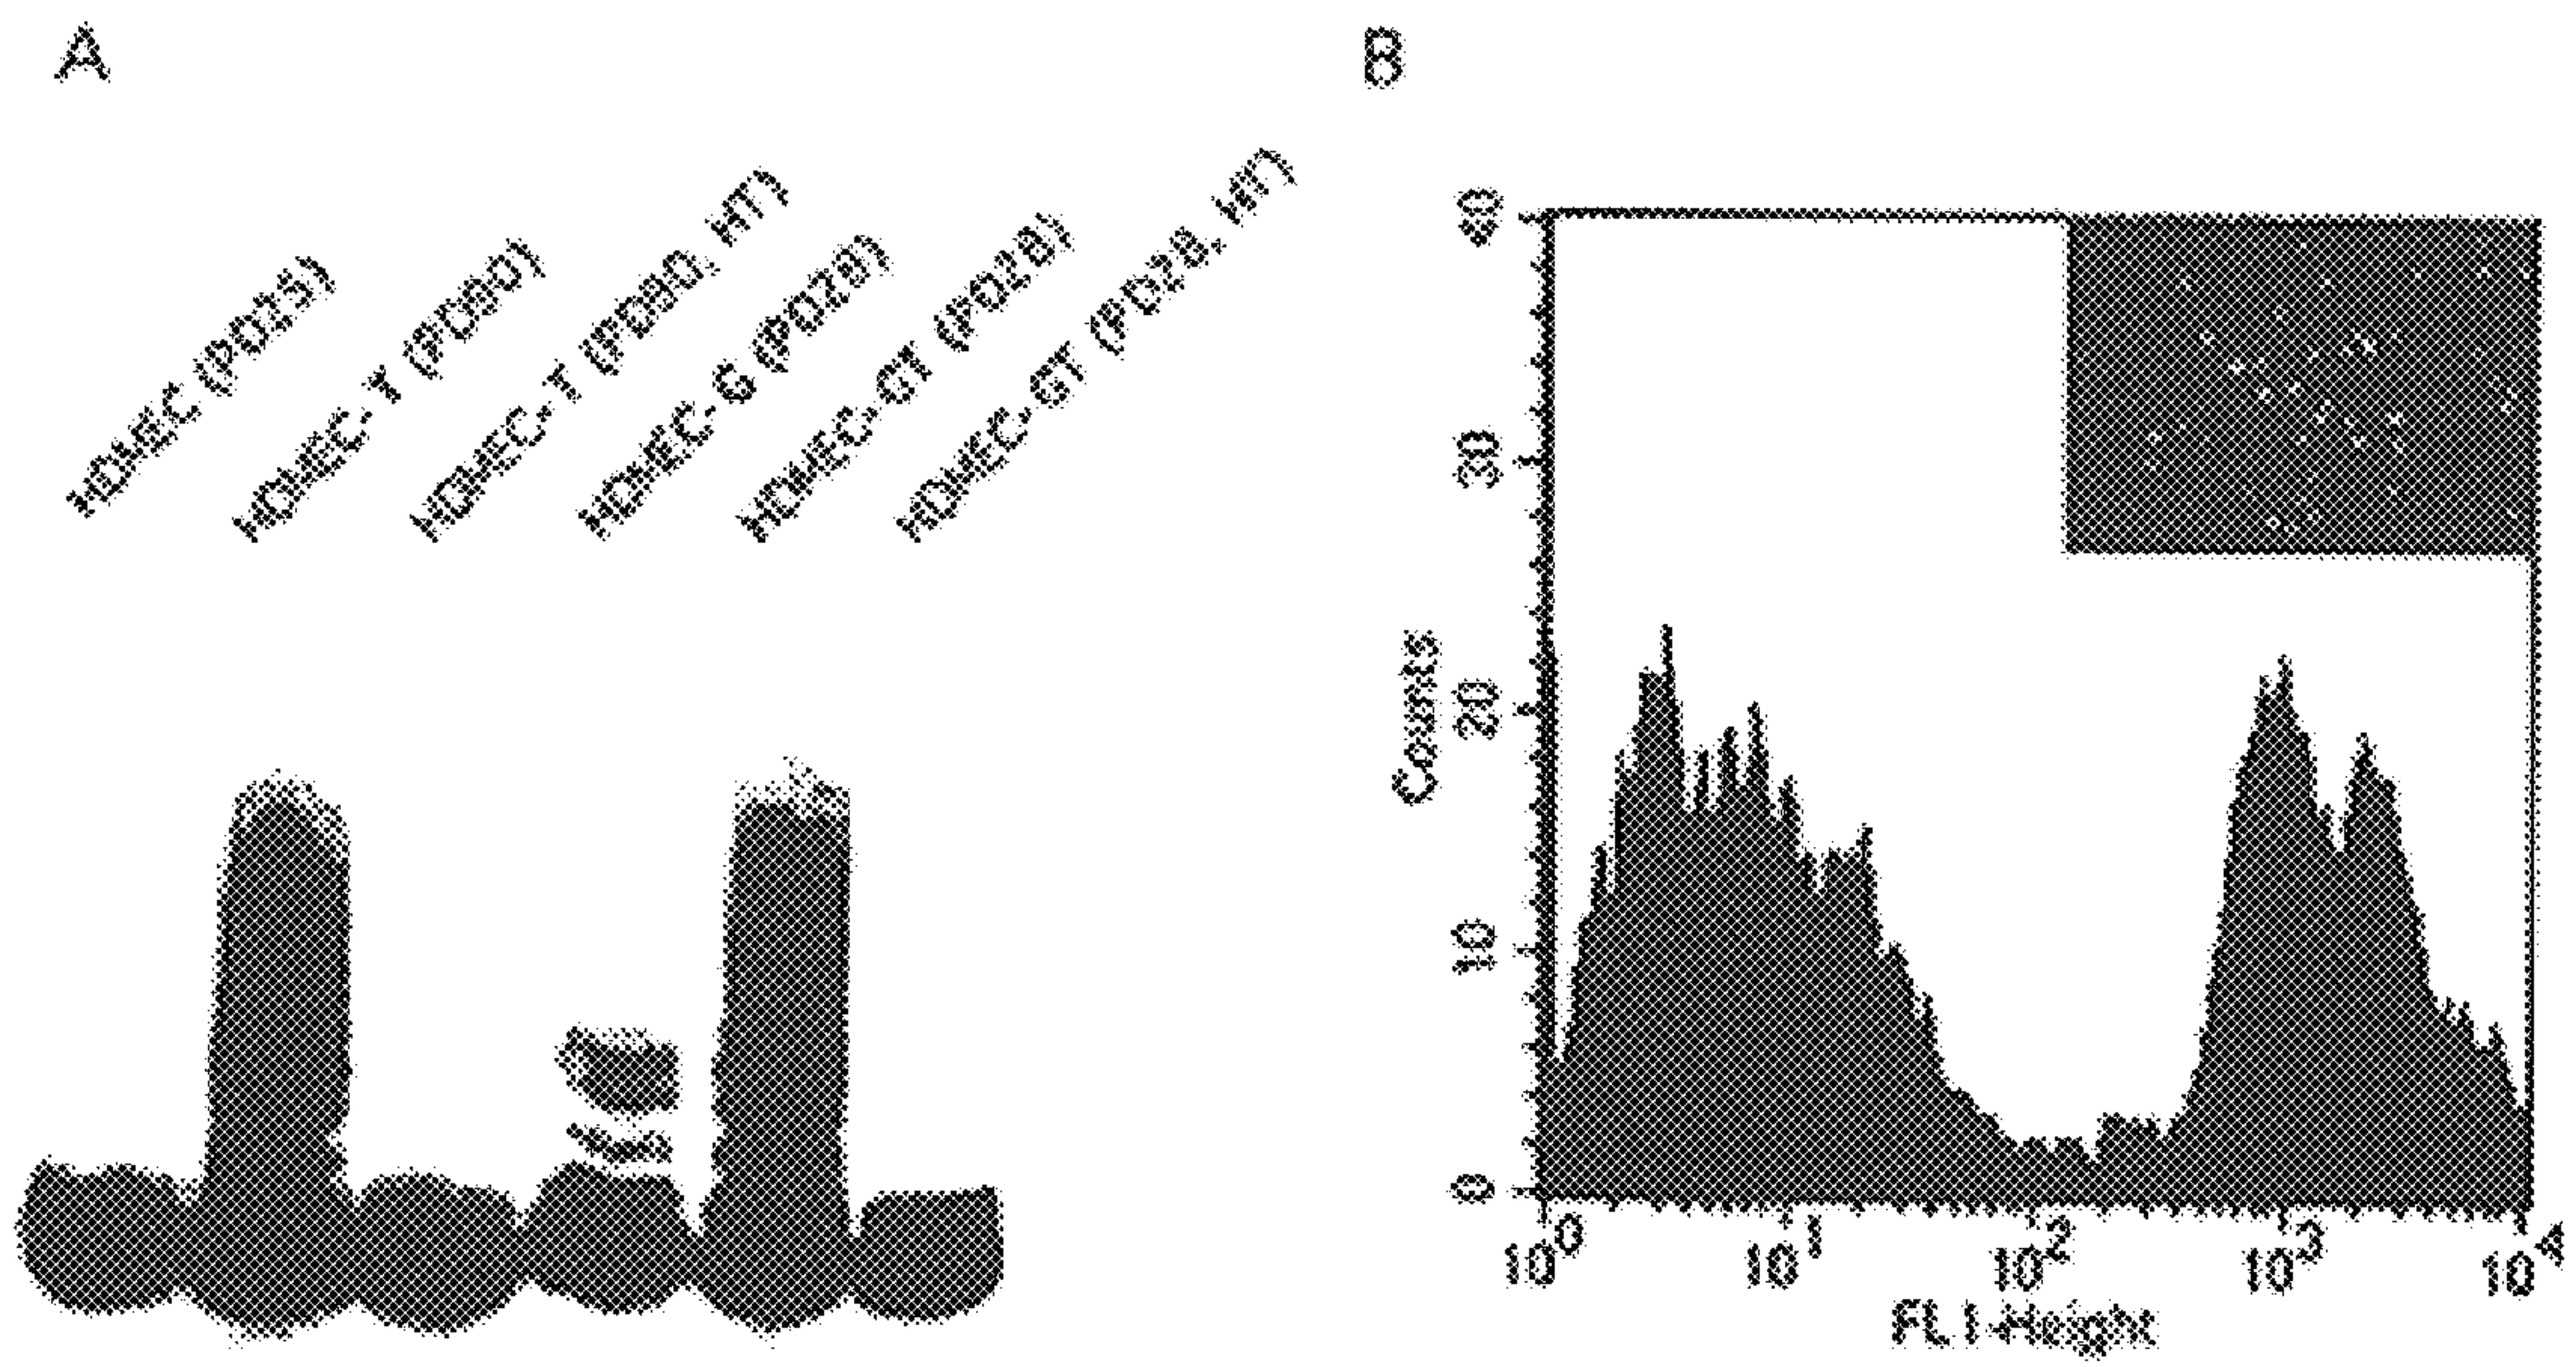 A
B
HDMEC (PD25)
HDMEC-T (PD90)
HDMEC-T (PD90, HT)
HDMEC-G (PD28)
HDMEC-GT (PD28)
HDMEC-GT (PD28, HT)
40
30
20
10
0
Counts
10^0
10^1
10^2
10^3
10^4
FL1-Height